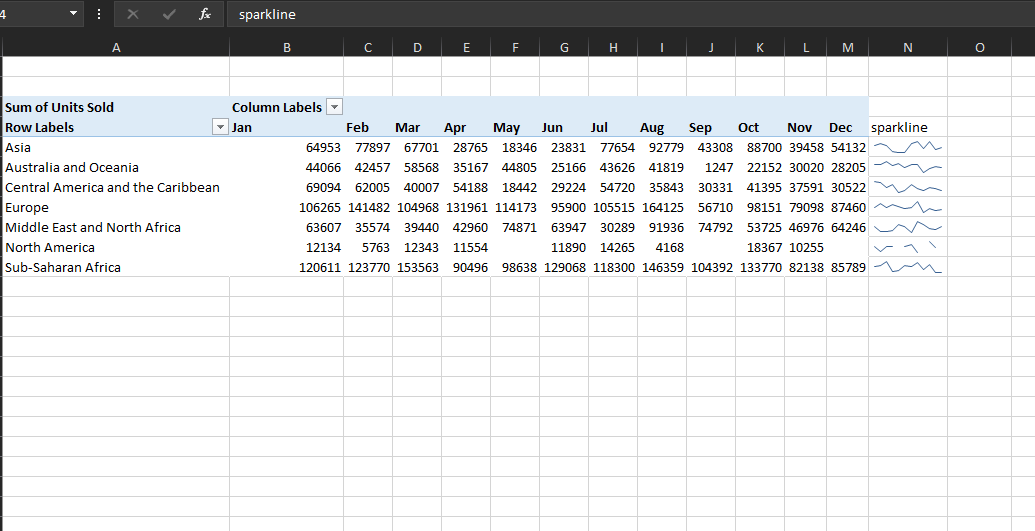 4 fx sparkline
A B C D E F G H I J K L M N O
Sum of Units Sold Column Labels
Row Labels Jan Feb Mar Apr May Jun Jul Aug Sep Oct Nov Dec sparkline
Asia 64953 77897 67701 28765 18346 23831 77654 92779 43308 88700 39458 54132
Australia and Oceania 44066 42457 58568 35167 44805 25166 43626 41819 1247 22152 30020 28205
Central America and the Caribbean 69094 62005 40007 54188 18442 29224 54720 35843 30331 41395 37591 30522
Europe 106265 141482 104968 131961 114173 95900 105515 164125 56710 98151 79098 87460
Middle East and North Africa 63607 35574 39440 42960 74871 63947 30289 91936 74792 53725 46976 64246
North America 12134 5763 12343 11554 11890 14265 4168 18367 10255
Sub-Saharan Africa 120611 123770 153563 90496 98638 129068 118300 146359 104392 133770 82138 85789